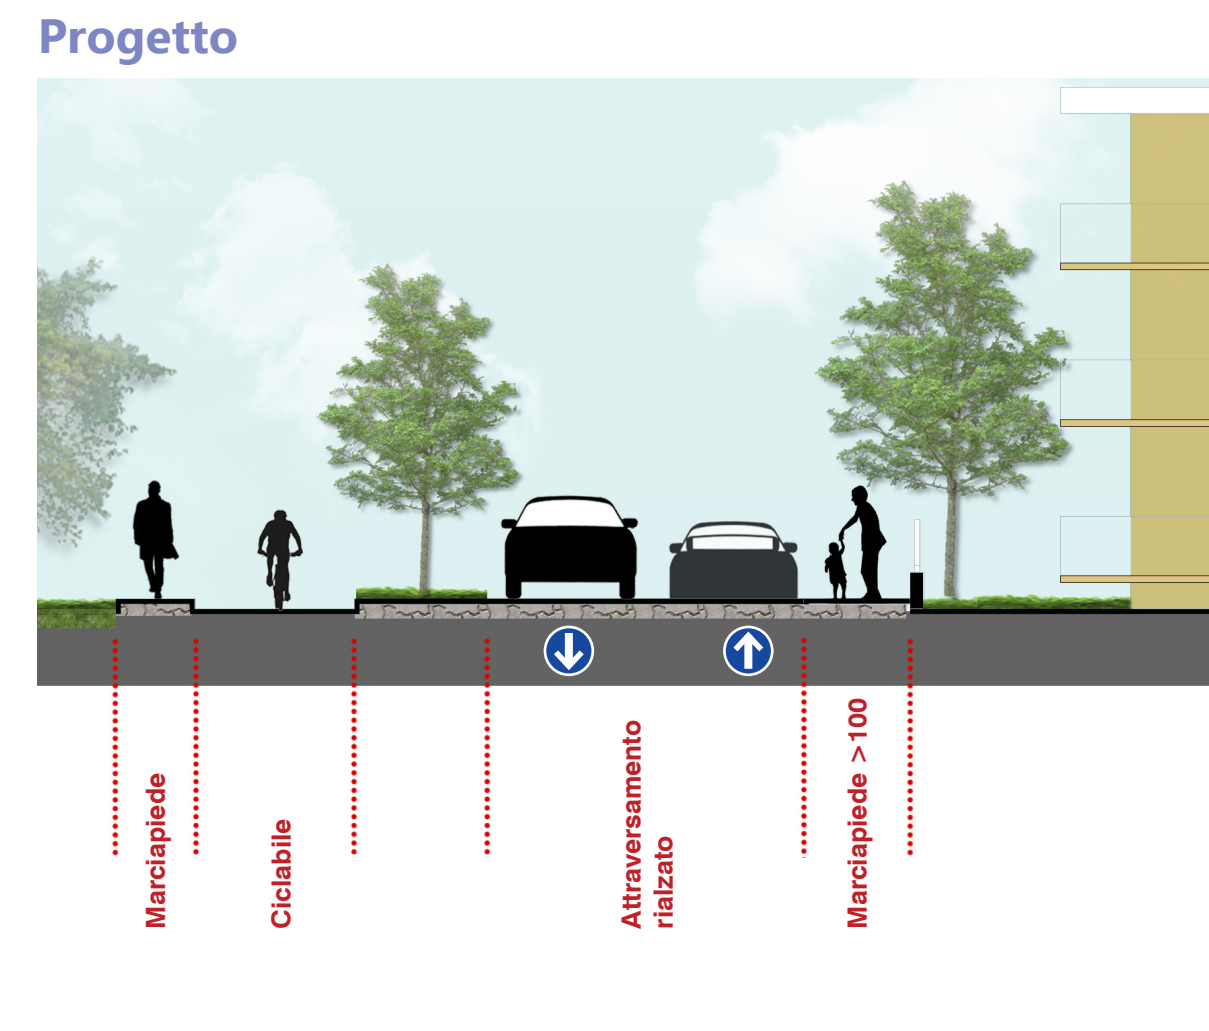 Progetto
Marciapiede
Ciclabile
Attraversamento
rialzato
Marciapiede >100